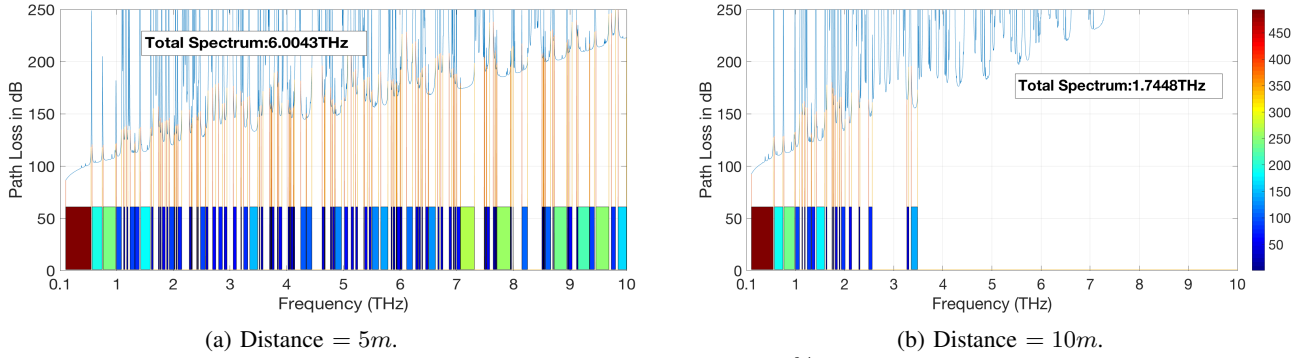 250
200
150
100
50
0
Path Loss in dB
Total Spectrum:6.0043THz
0.1 1 2 3 4 5 6 7 8 9 10
Frequency (THz)
(a) Distance = 5m.
250
200
150
100
50
0
Path Loss in dB
Total Spectrum:1.7448THz
0.1 1 2 3 4 5 6 7 8 9 10
Frequency (THz)
(b) Distance = 10m.
450
400
350
300
250
200
150
100
50